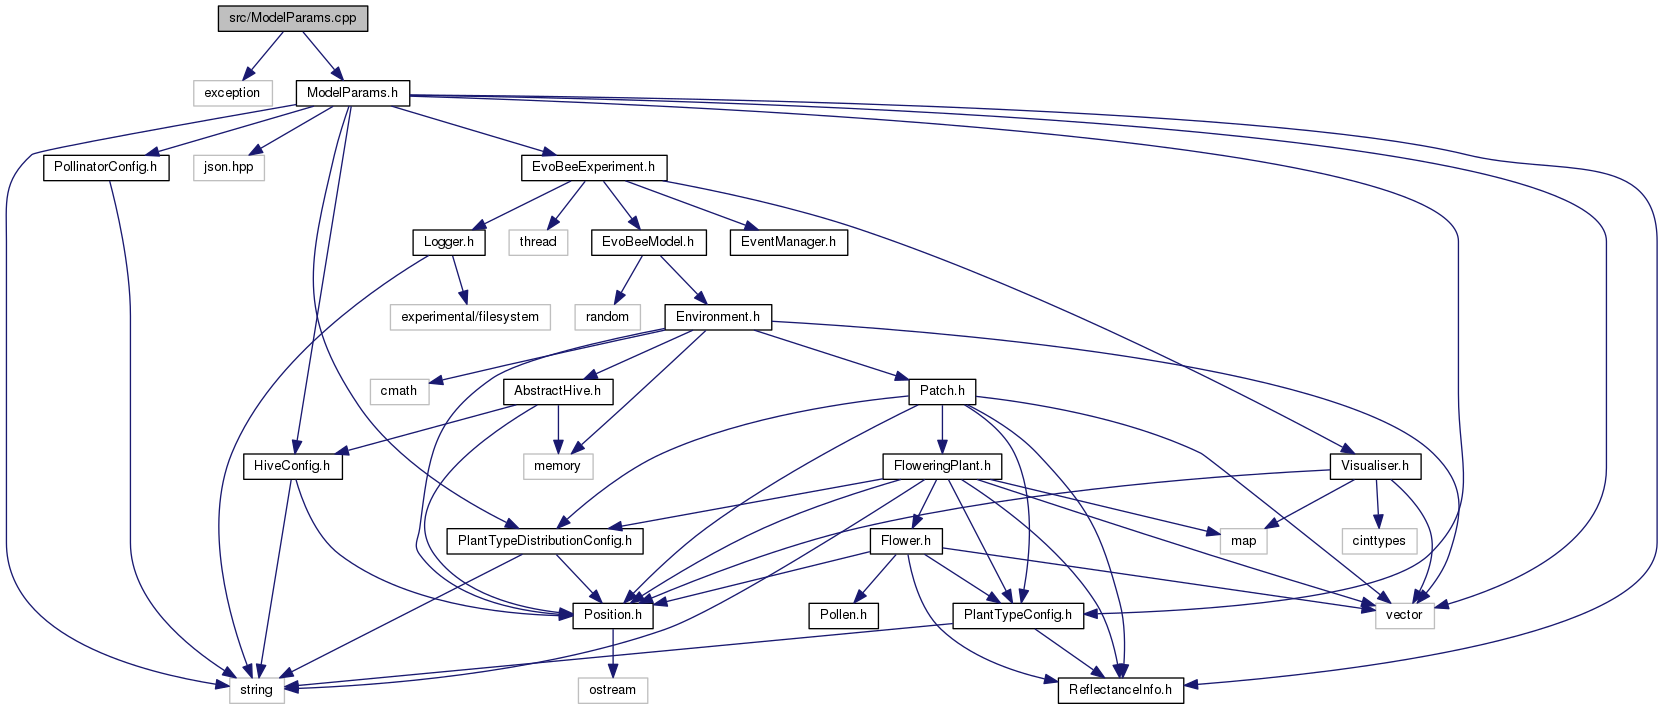 src/ModelParams.cpp
exception
ModelParams.h
PollinatorConfig.h
json.hpp
EvoBeeExperiment.h
Logger.h
thread
EvoBeeModel.h
EventManager.h
experimental/filesystem
random
Environment.h
cmath
AbstractHive.h
Patch.h
HiveConfig.h
memory
FloweringPlant.h
Visualiser.h
PlantTypeDistributionConfig.h
Flower.h
map
cinttypes
Position.h
Pollen.h
PlantTypeConfig.h
vector
string
ostream
ReflectanceInfo.h